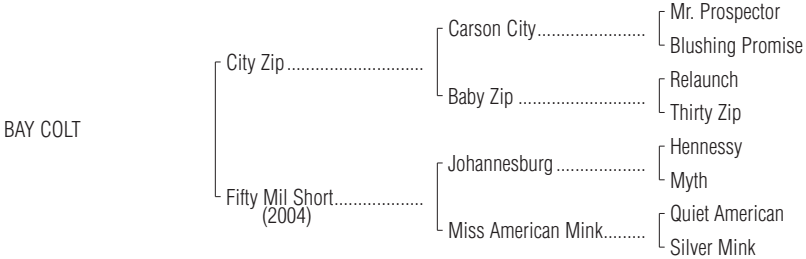 Mr. Prospector
Carson City.......................
Blushing Promise
City Zip.............................
Relaunch
Baby Zip ...........................
Thirty Zip
BAY COLT
Hennessy
Johannesburg ...................
Myth
Fifty Mil Short...................
(2004)
Quiet American
Miss American Mink.........
Silver Mink